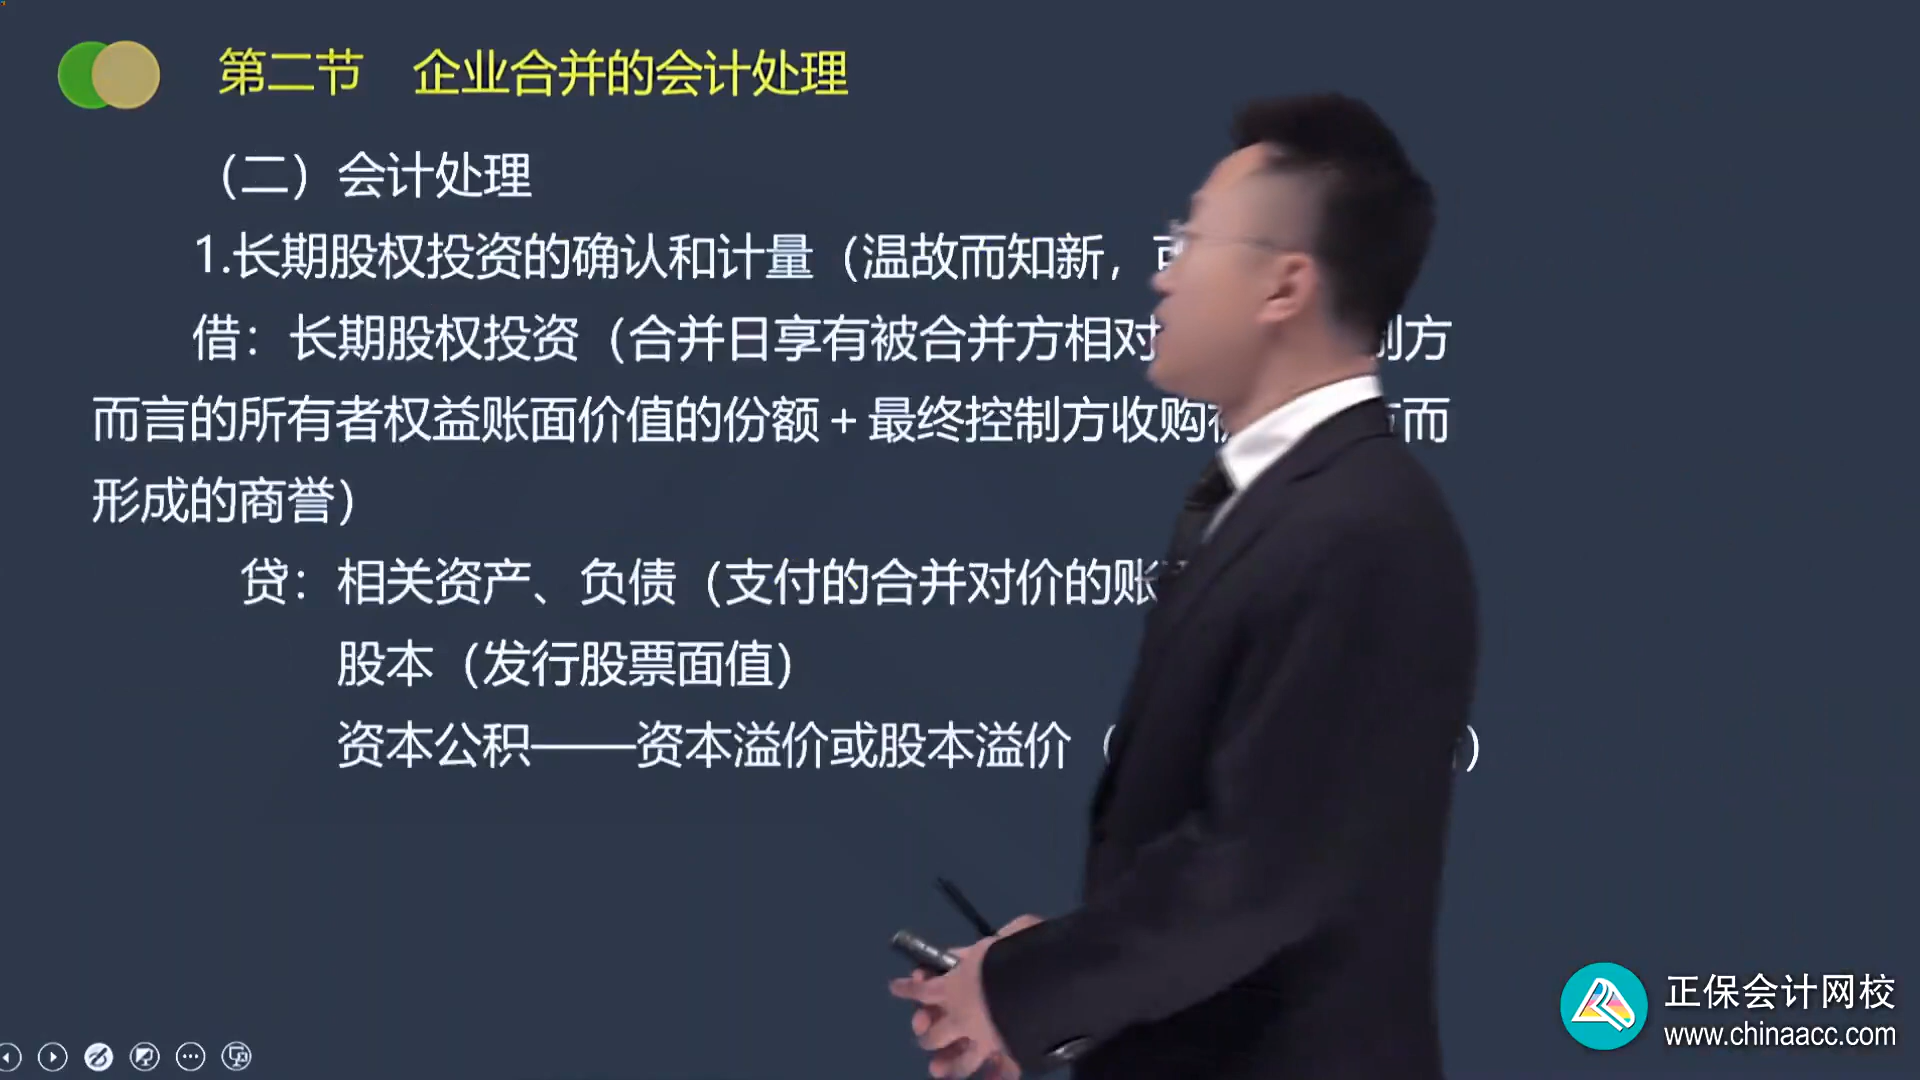 第二节 企业合并的会计处理
（二）会计处理
1.长期股权投资的确认和计量（温故而知新，
借：长期股权投资（合并日享有被合并方相对 制方
而言的所有者权益账面价值的份额＋最终控制方收购 方而
形成的商誉）
贷：相关资产、负债（支付的合并对价的账
股本（发行股票面值）
资本公积——资本溢价或股本溢价（ ）
正保会计网校
www.chinaacc.com